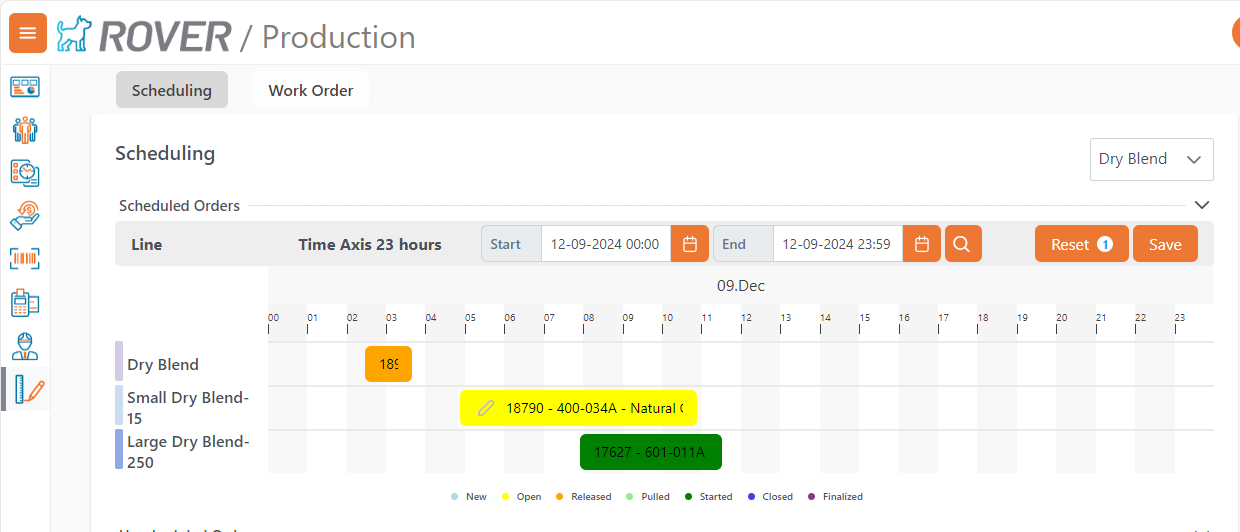 ROVER / Production
Scheduling Work Order
Scheduling
Dry Blend
Scheduled Orders
Line Time Axis 23 hours Start 12-09-2024 00:00 End 12-09-2024 23:59 Reset 1 Save
09.Dec
00 01 02 03 04 05 06 07 08 09 10 11 12 13 14 15 16 17 18 19 20 21 22 23
Dry Blend
Small Dry Blend-
15
18790 - 400-034A - Natural
Large Dry Blend-
250
17627 - 601-011A
New Open Released Pulled Started Closed Finalized